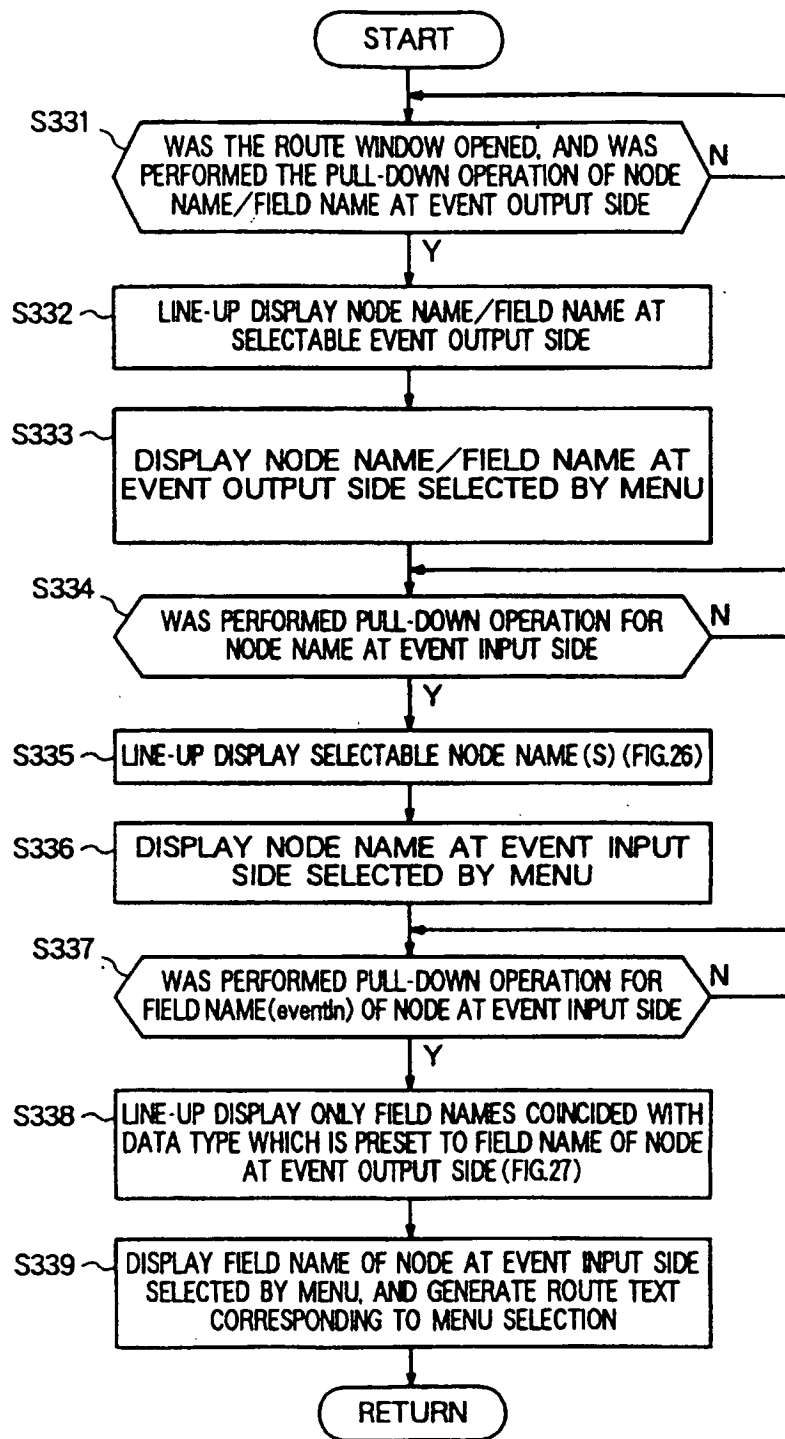 START
S331
WAS THE ROUTE WINDOW OPENED, AND WAS
PERFORMED THE PULL-DOWN OPERATION OF NODE
NAME/FIELD NAME AT EVENT OUTPUT SIDE
N
Y
S332
LINE-UP DISPLAY NODE NAME/FIELD NAME AT
SELECTABLE EVENT OUTPUT SIDE
S333
DISPLAY NODE NAME/FIELD NAME AT
EVENT OUTPUT SIDE SELECTED BY MENU
S334
WAS PERFORMED PULL-DOWN OPERATION FOR
NODE NAME AT EVENT INPUT SIDE
N
Y
S335
LINE-UP DISPLAY SELECTABLE NODE NAME(S) (FIG.26)
S336
DISPLAY NODE NAME AT EVENT INPUT
SIDE SELECTED BY MENU
S337
WAS PERFORMED PULL-DOWN OPERATION FOR
FIELD NAME(eventIn) OF NODE AT EVENT INPUT SIDE
N
Y
S338
LINE-UP DISPLAY ONLY FIELD NAMES COINCIDED WITH
DATA TYPE WHICH IS PRESET TO FIELD NAME OF NODE
AT EVENT OUTPUT SIDE(FIG.27)
S339
DISPLAY FIELD NAME OF NODE AT EVENT INPUT SIDE
SELECTED BY MENU, AND GENERATE ROUTE TEXT
CORRESPONDING TO MENU SELECTION
RETURN